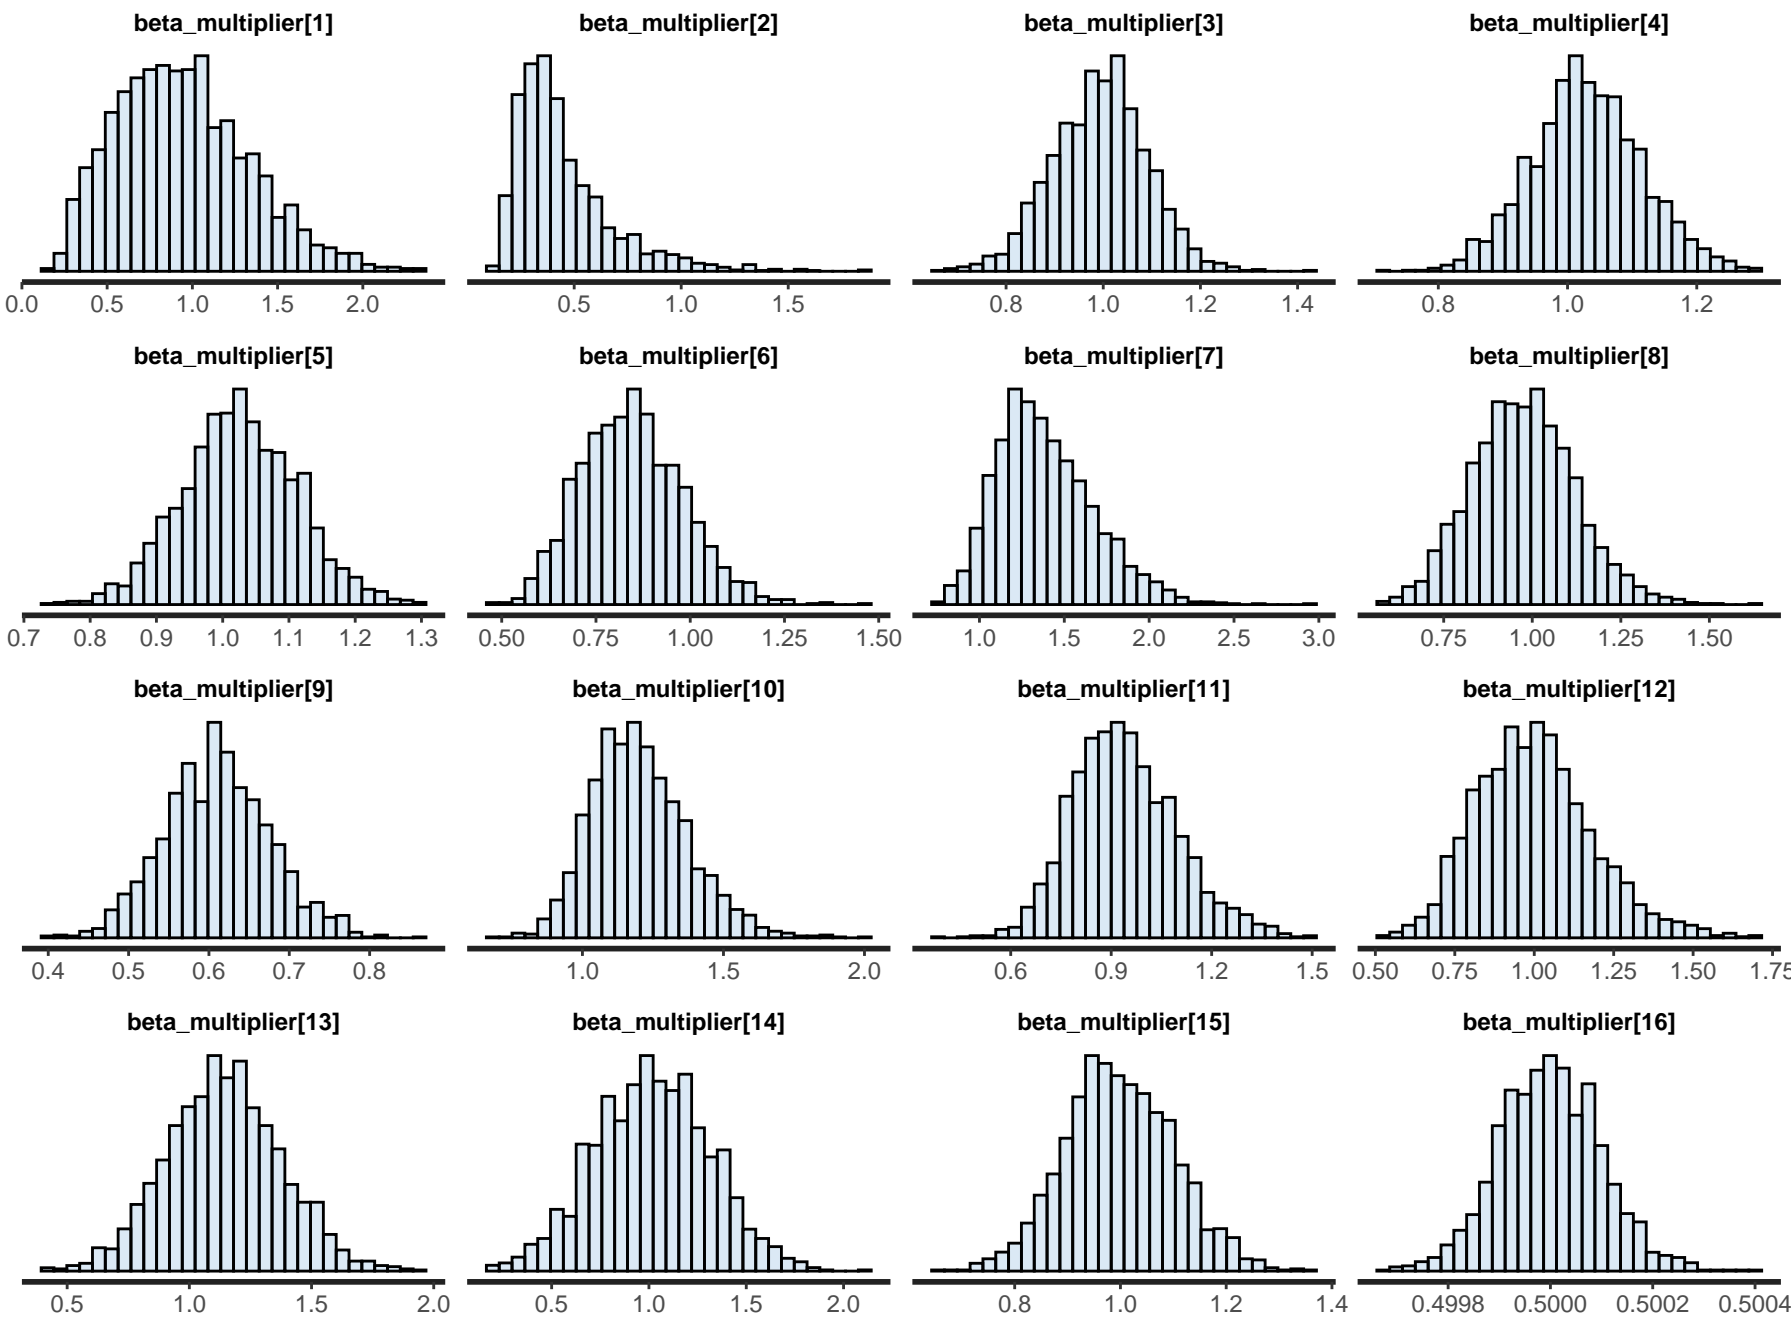 beta_multiplier[1] beta_multiplier[2] beta_multiplier[3] beta_multiplier[4]
0.0 0.5 1.0 1.5 2.0 0.5 1.0 1.5 0.8 1.0 1.2 1.4 0.8 1.0 1.2
beta_multiplier[5] beta_multiplier[6] beta_multiplier[7] beta_multiplier[8]
0.7 0.8 0.9 1.0 1.1 1.2 1.3 0.50 0.75 1.00 1.25 1.50 1.0 1.5 2.0 2.5 3.0 0.75 1.00 1.25 1.50
beta_multiplier[9] beta_multiplier[10] beta_multiplier[11] beta_multiplier[12]
0.4 0.5 0.6 0.7 0.8 1.0 1.5 2.0 0.6 0.9 1.2 1.5 0.50 0.75 1.00 1.25 1.50 1.75
beta_multiplier[13] beta_multiplier[14] beta_multiplier[15] beta_multiplier[16]
0.5 1.0 1.5 2.0 0.5 1.0 1.5 2.0 0.8 1.0 1.2 1.4 0.4998 0.5000 0.5002 0.5004